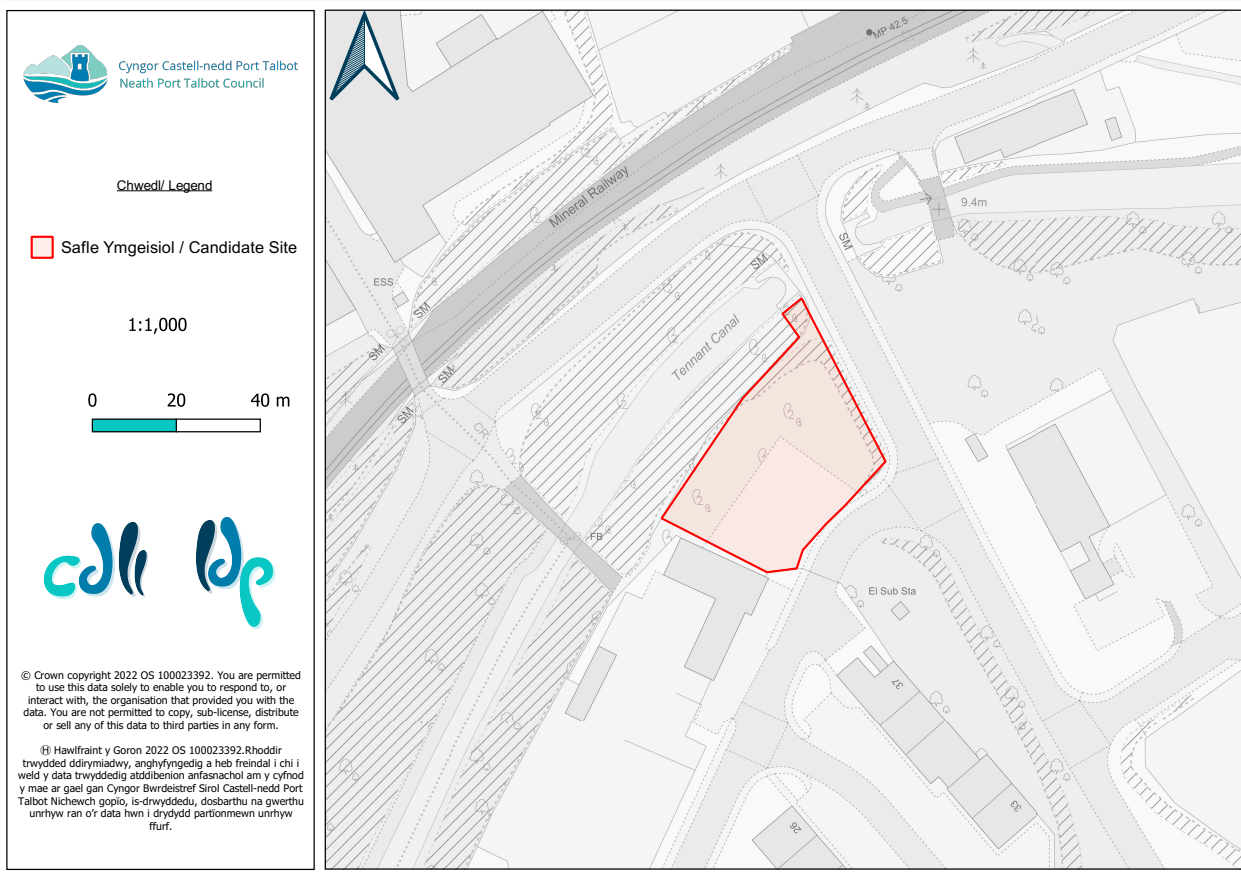 Cyngor Castell-nedd Port Talbot
Neath Port Talbot Council
Chwedl/ Legend
Safle Ymgeisiol / Candidate Site
1:1,000
0 20 40 m
cdll ldp
© Crown copyright 2022 OS 100023392. You are permitted
to use this data solely to enable you to respond to, or
interact with, the organisation that provided you with the
data. You are not permitted to copy, sub-license, distribute
or sell any of this data to third parties in any form.
Ⓗ Hawlfraint y Goron 2022 OS 100023392.Rhoddir
trwydded ddirymiadwy, anghyfyngedig a heb freindal i chi i
weld y data trwyddedig atddibenion anfasnachol am y cyfnod
y mae ar gael gan Cyngor Bwrdeistref Sirol Castell-nedd Port
Talbot Nichewch gopïo, is-drwyddedu, dosbarthu na gwerthu
unrhyw ran o'r data hwn i drydydd partïonmewn unrhyw
ffurf.
MP 42.5
Mineral Railway
9.4m
SM
SM
ESS
SM
SM
SM
SM
Tennant Canal
CR
FB
El Sub Sta
37
33
26